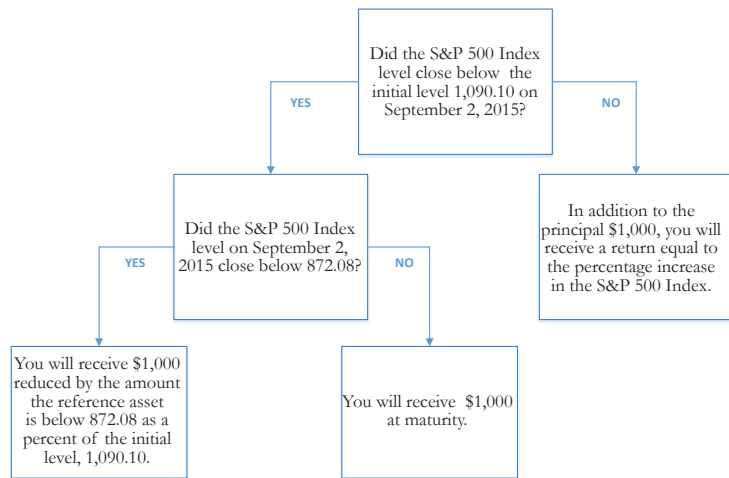 Did the S&P 500 Index
level close below the
initial level 1,090.10 on
September 2, 2015?
YES
NO
Did the S&P 500 Index
level on September 2,
2015 close below 872.08?
In addition to the
principal $1,000, you will
receive a return equal to
the percentage increase
in the S&P 500 Index.
YES
NO
You will receive $1,000
reduced by the amount
the reference asset
is below 872.08 as a
percent of the initial
level, 1,090.10.
You will receive $1,000
at maturity.